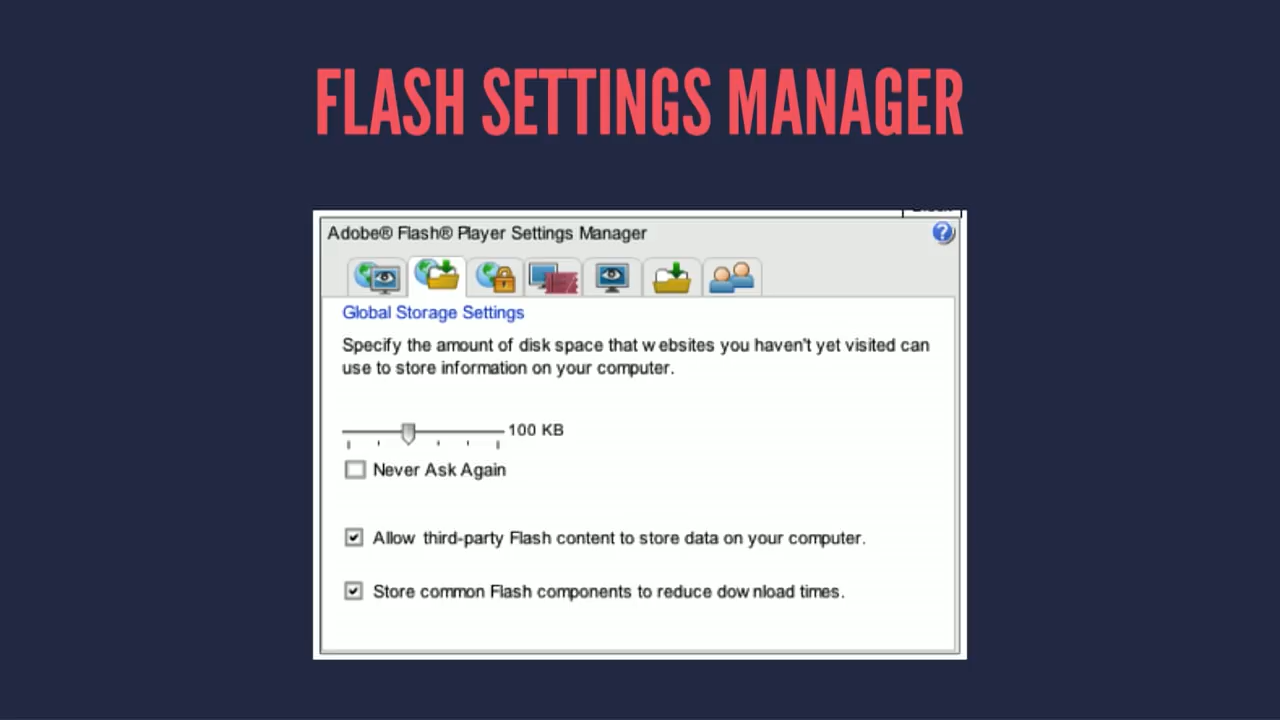 FLASH SETTINGS MANAGER
Adobe® Flash® Player Settings Manager
?
Global Storage Settings
Specify the amount of disk space that websites you haven't yet visited can
use to store information on your computer.
100 KB
Never Ask Again
Allow third-party Flash content to store data on your computer.
Store common Flash components to reduce download times.